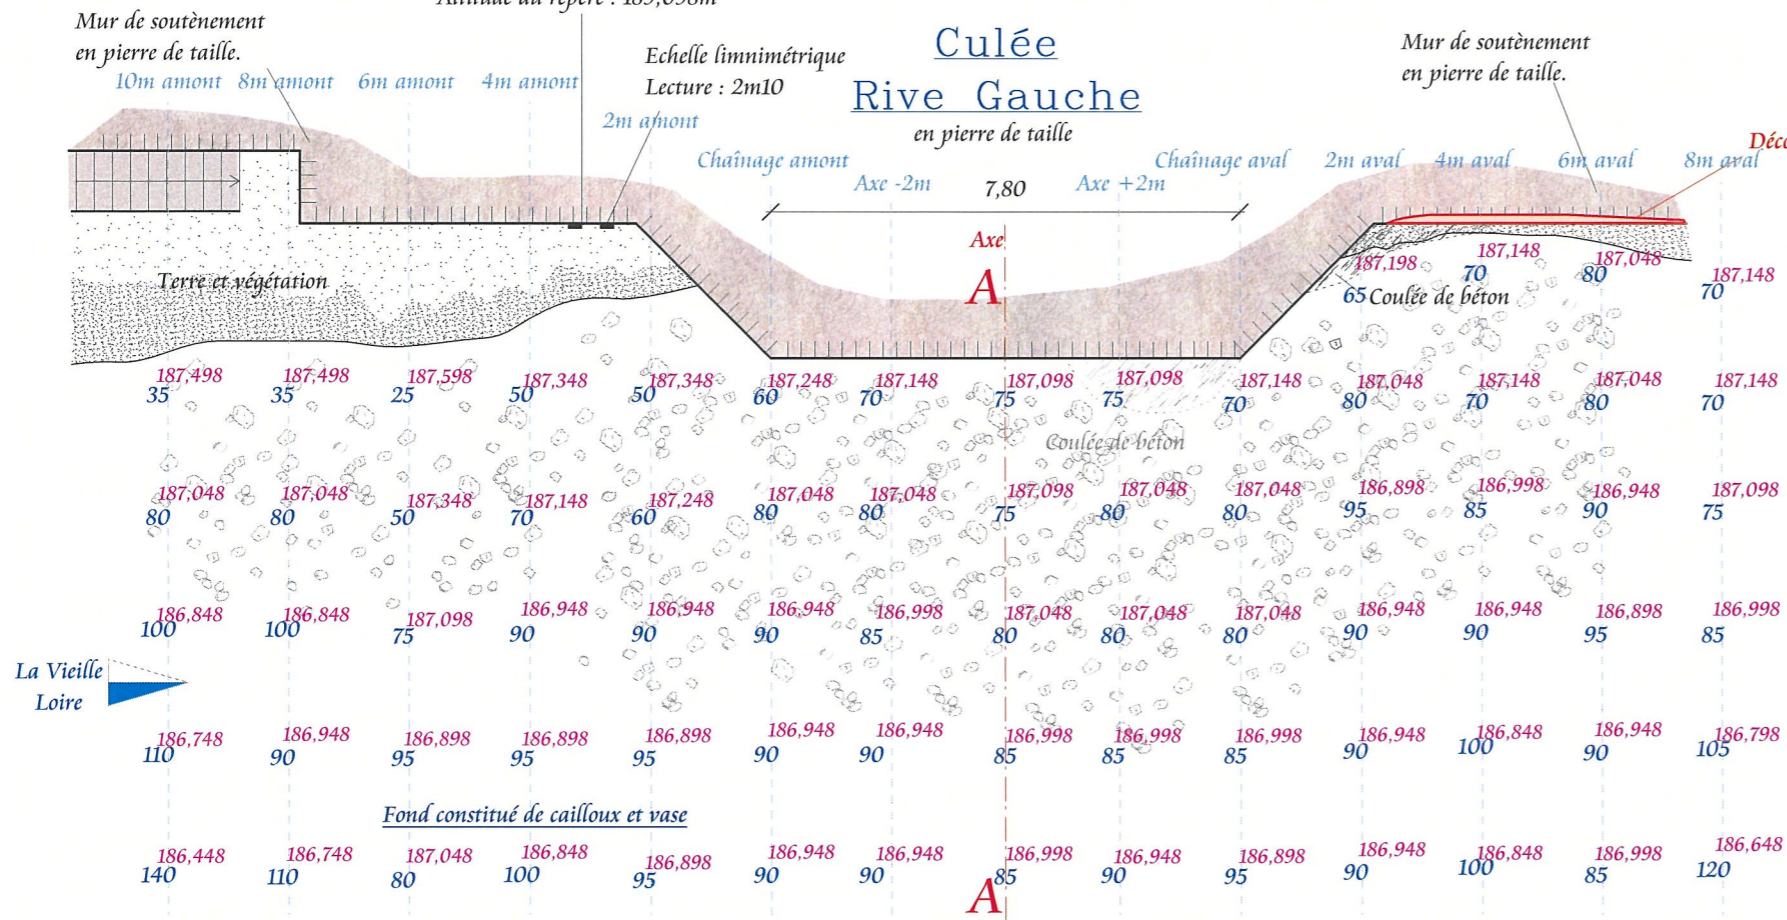 Altitude du repère : 189,098m
Mur de soutènement
en pierre de taille.
Echelle limnimétrique
Lecture : 2m10
Culée
Rive Gauche
en pierre de taille
Mur de soutènement
en pierre de taille.
10m amont 8m amont 6m amont 4m amont
2m amont
Chaînage amont
Axe -2m
7,80
Axe +2m
Chaînage aval
2m aval 4m aval 6m aval 8m aval
Axe
A
Terre et végétation
187,198 187,148 187,048 187,148
65 70 80 70
Coulée de béton
187,498 187,498 187,598 187,348 187,348 187,248 187,148 187,098 187,098 187,148 187,048 187,148 187,048 187,148
35 35 25 50 50 60 70 75 75 70 80 70 80 70
Coulée de béton
187,048 187,048 187,348 187,148 187,248 187,048 187,048 187,098 187,048 187,048 186,898 186,998 186,948 187,098
80 80 50 70 60 80 80 75 80 80 95 85 90 75
186,848 186,848 187,098 186,948 186,948 186,948 186,998 187,048 187,048 187,048 186,948 186,948 186,898 186,998
100 100 75 90 90 90 85 80 80 80 90 90 95 85
La Vieille
Loire
186,748 186,948 186,898 186,898 186,898 186,948 186,948 186,998 186,998 186,998 186,948 186,848 186,948 186,798
110 90 95 95 95 90 90 85 85 85 90 100 90 105
Fond constitué de cailloux et vase
186,448 186,748 187,048 186,848 186,898 186,948 186,948 186,998 186,948 186,898 186,948 186,848 186,998 186,648
140 110 80 100 95 90 90 85 90 95 90 100 85 120
A